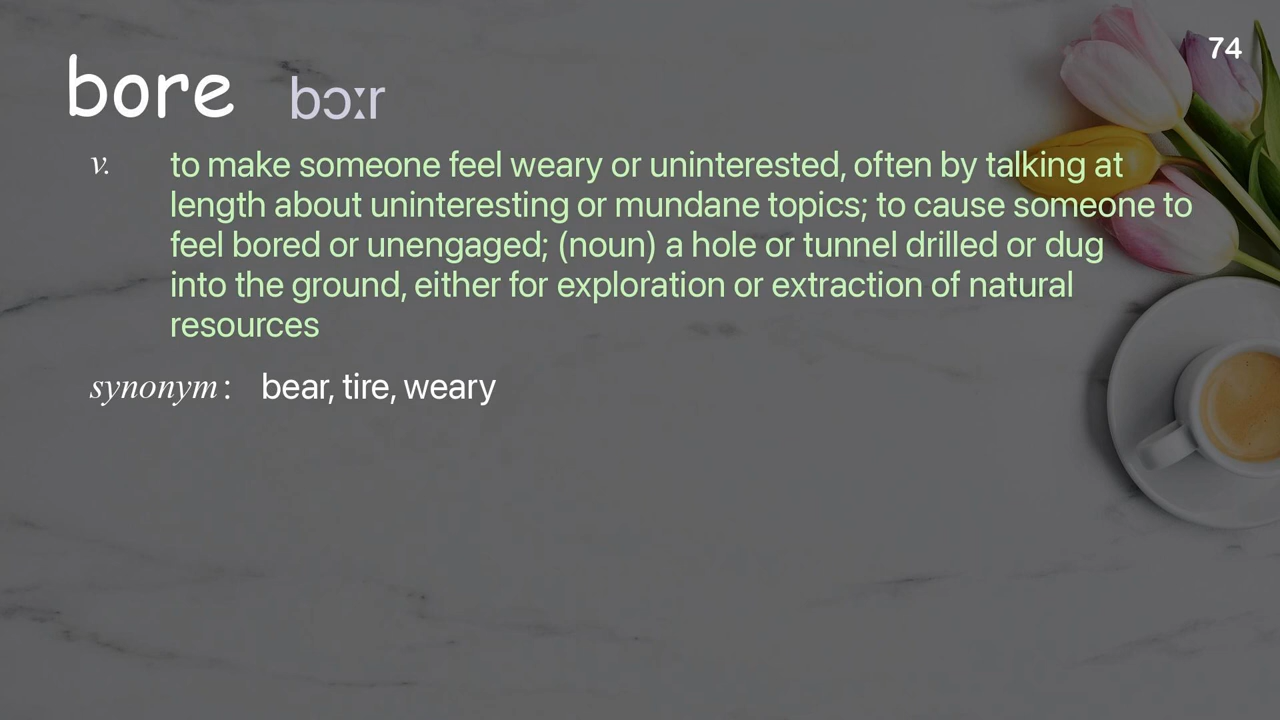 74
bore bɔːr
v. to make someone feel weary or uninterested, often by talking at
length about uninteresting or mundane topics; to cause someone to
feel bored or unengaged; (noun) a hole or tunnel drilled or dug
into the ground, either for exploration or extraction of natural
resources
synonym: bear, tire, weary